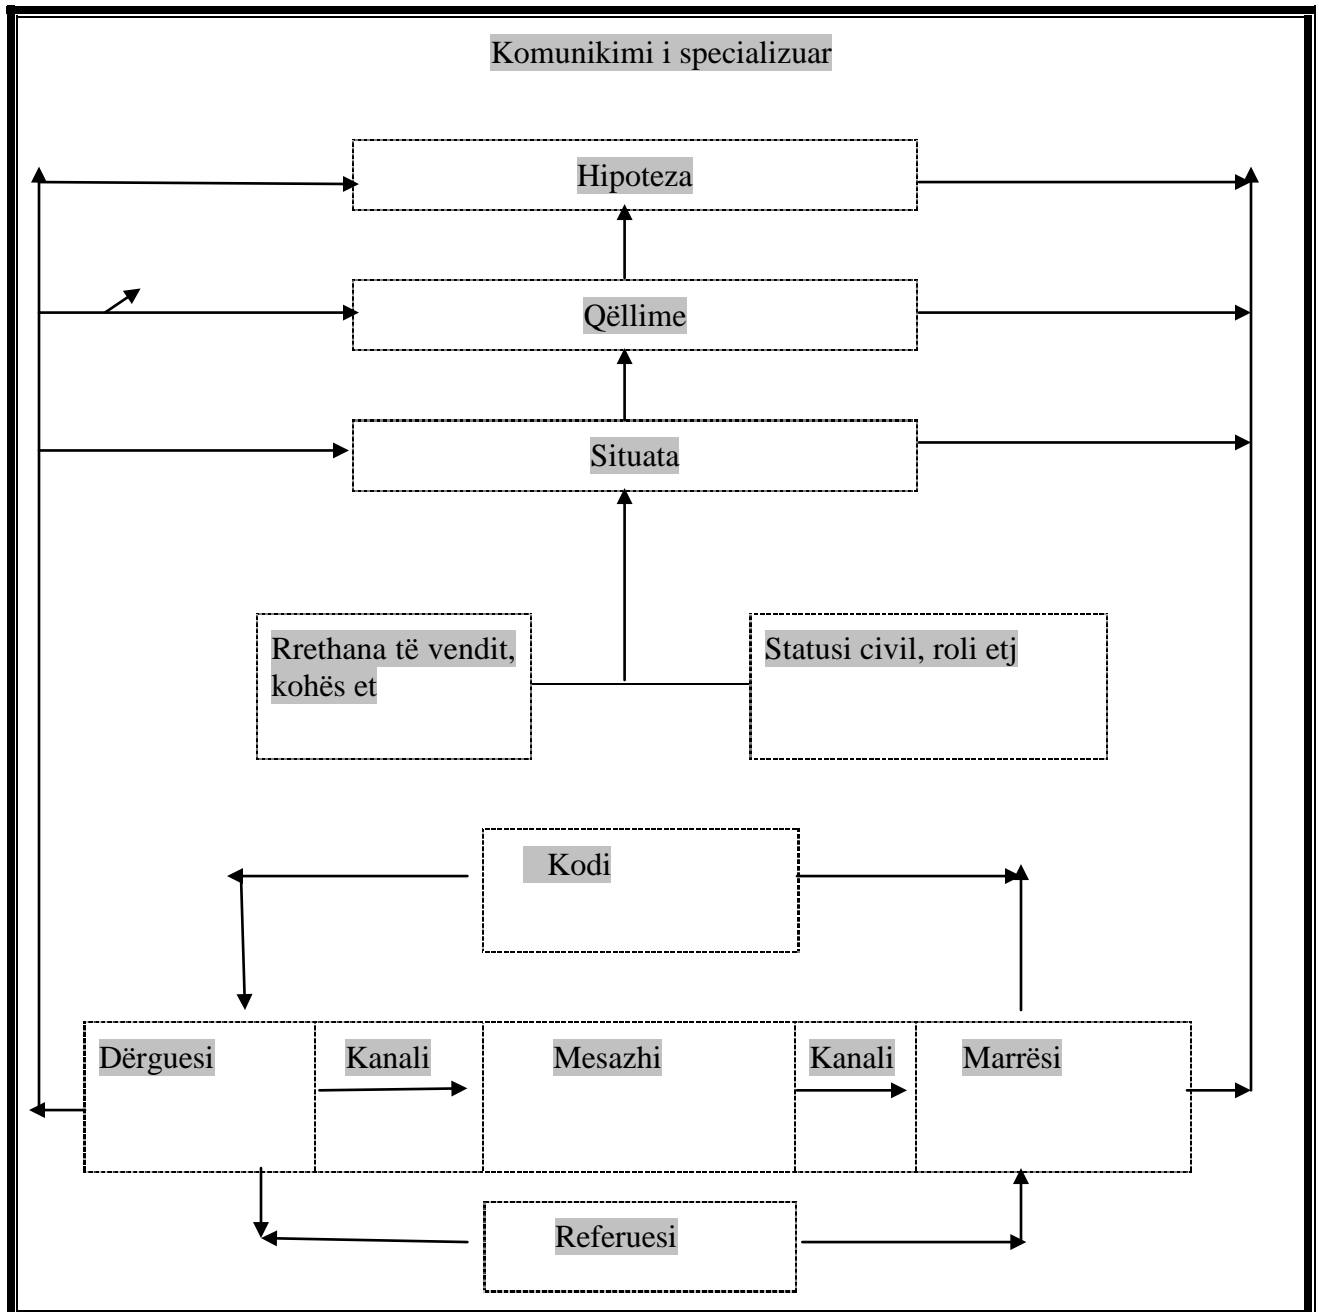 Komunikimi i specializuar
Hipoteza
Qëllime
Situata
Rrethana të vendit,
kohës et
Statusi civil, roli etj
Kodi
Dërguesi
Kanali
Mesazhi
Kanali
Marrësi
Referuesi